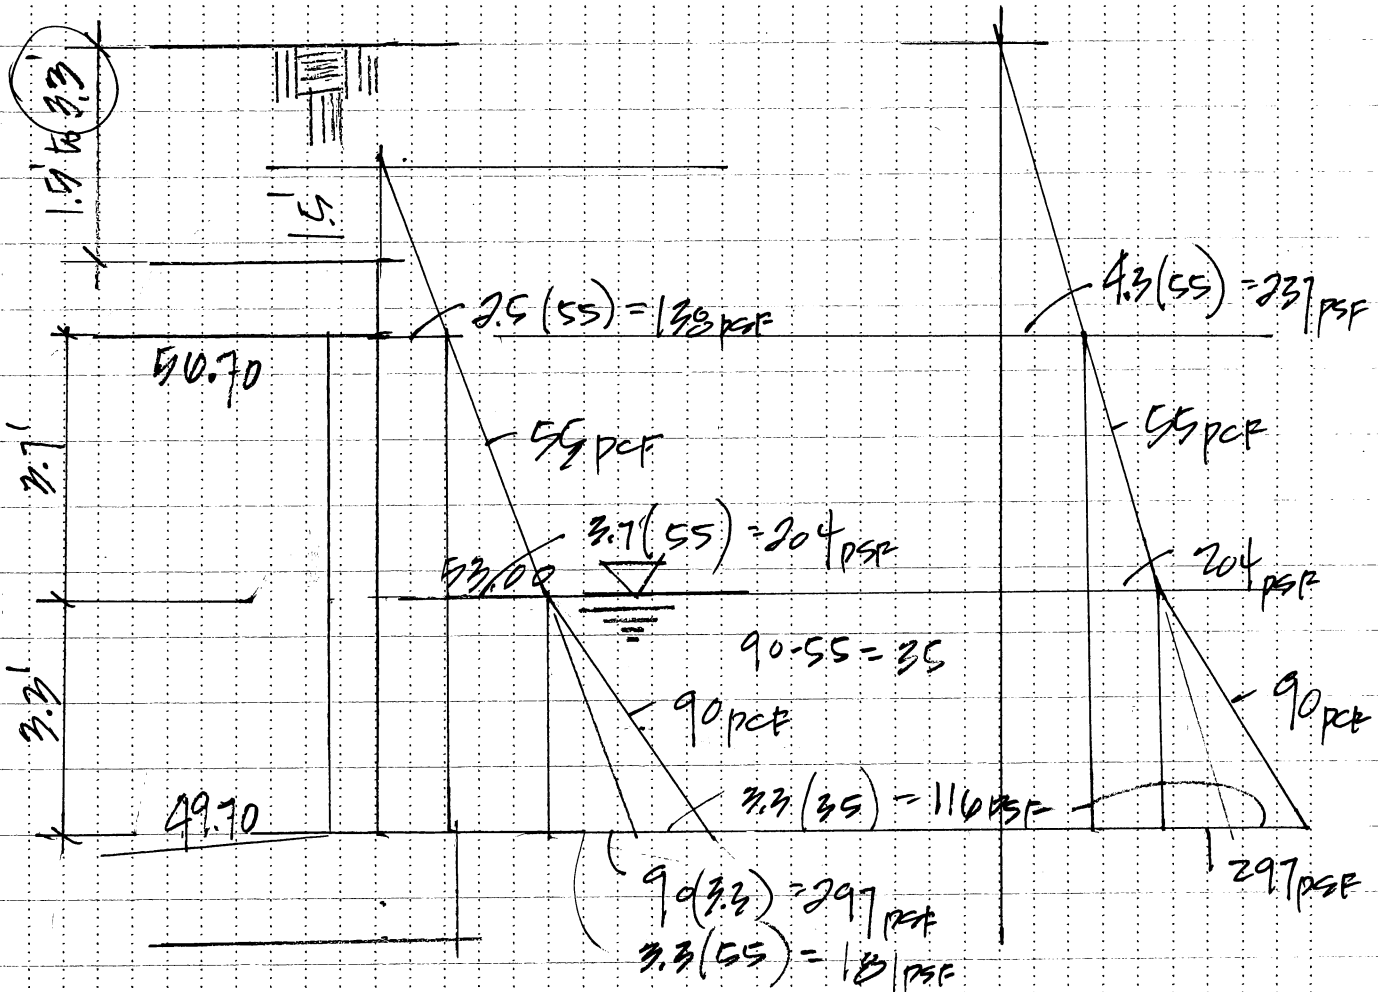 1.5' to 3.3'
1.5'
2.5 (55) = 138 PSF
4.3 (55) = 237 PSF
56.70
3.7'
55 PCF
55 PCF
3.7 (55) = 204 PSF
204 PSF
53.00
90-55 = 35
3.3'
90 PCF
90 PCF
3.3 (35) = 116 PSF
49.70
297 PSF
90(3.3) = 297 PSF
3.3 (55) = 181 PSF